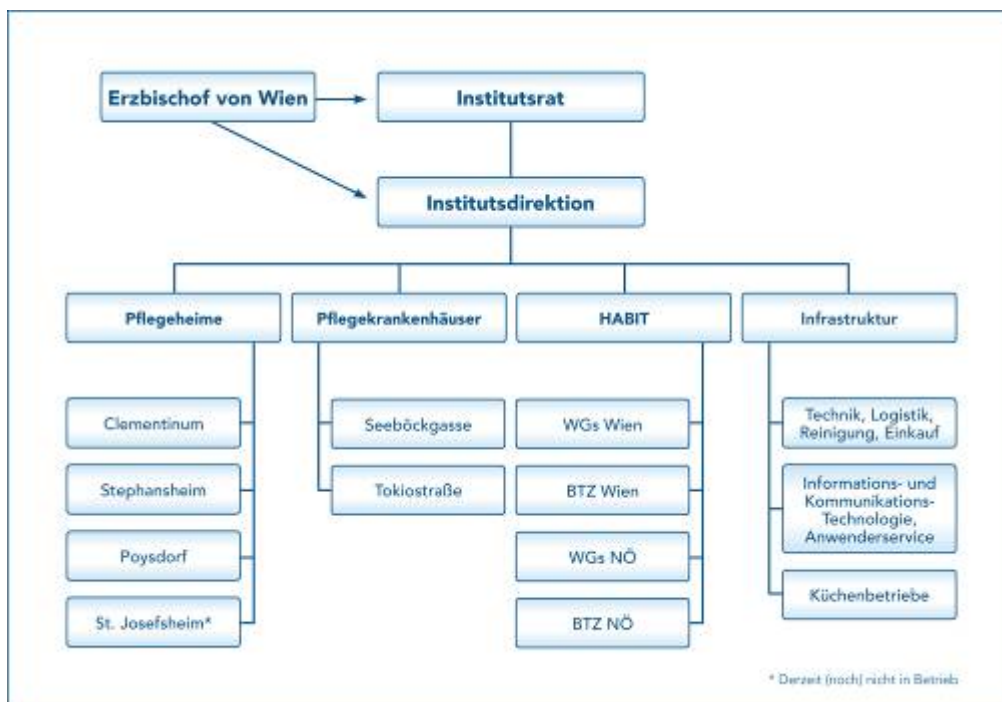 Erzbischof von Wien
Institutsrat
Institutsdirektion
Pflegeheime
Pflegekrankenhäuser
HABIT
Infrastruktur
Clementinum
Stephansheim
Poysdorf
St. Josefsheim*
Seeböckgasse
Tokiostraße
WGs Wien
BTZ Wien
WGs NÖ
BTZ NÖ
Technik, Logistik,
Reinigung, Einkauf
Informations- und
Kommunikations-
Technologie,
Anwenderservice
Küchenbetriebe
* Derzeit (noch) nicht in Betrieb